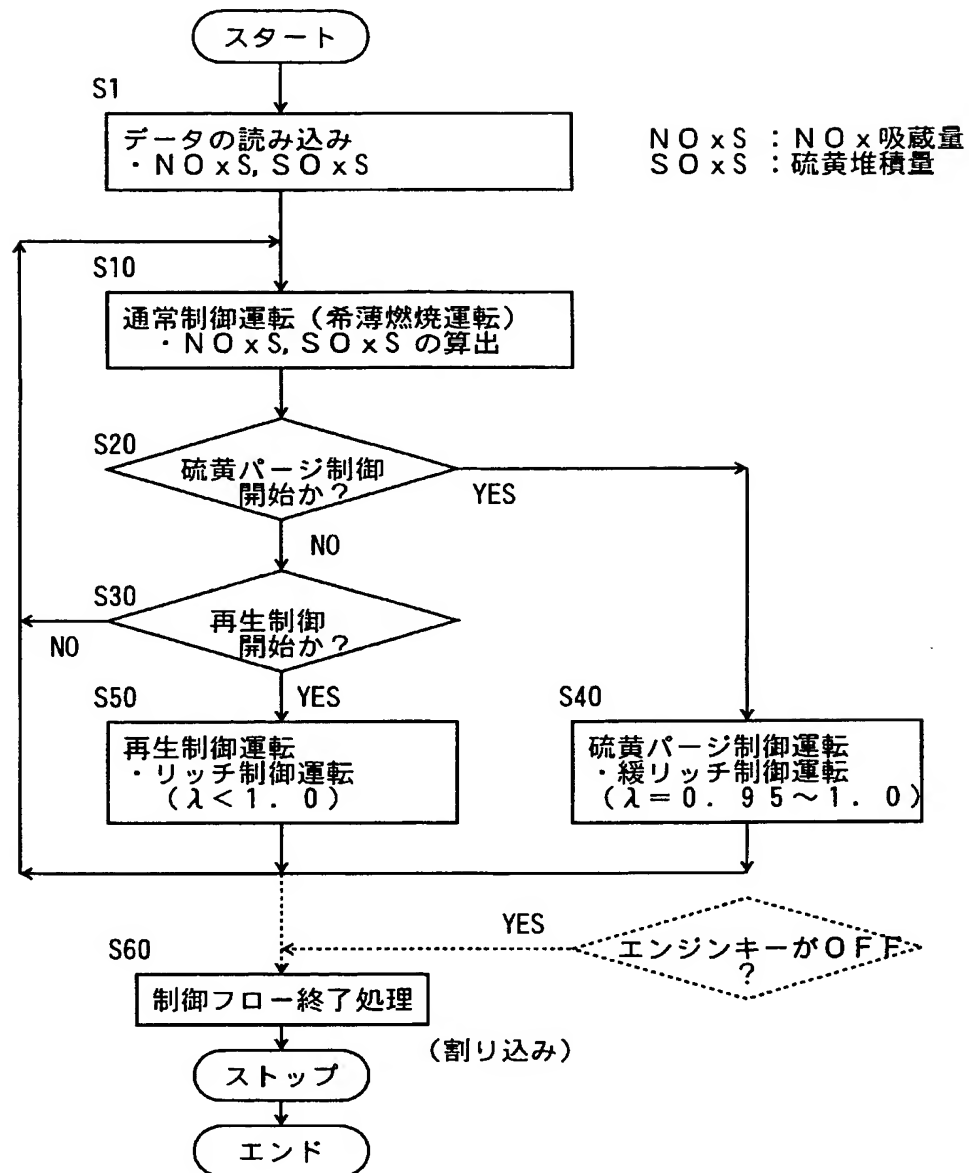 スタート
S1
データの読み込み
・NOxS, SOxS
NOxS :NOx吸蔵量
SOxS :硫黄堆積量
S10
通常制御運転(希薄燃焼運転)
・NOxS, SOxS の算出
S20
硫黄パージ制御
開始か?
YES
NO
S30
再生制御
開始か?
NO
YES
S50
再生制御運転
・リッチ制御運転
(λ<1.0)
S40
硫黄パージ制御運転
・緩リッチ制御運転
(λ=0.95~1.0)
YES
エンジンキーがOFF
?
S60
制御フロー終了処理
(割り込み)
ストップ
エンド